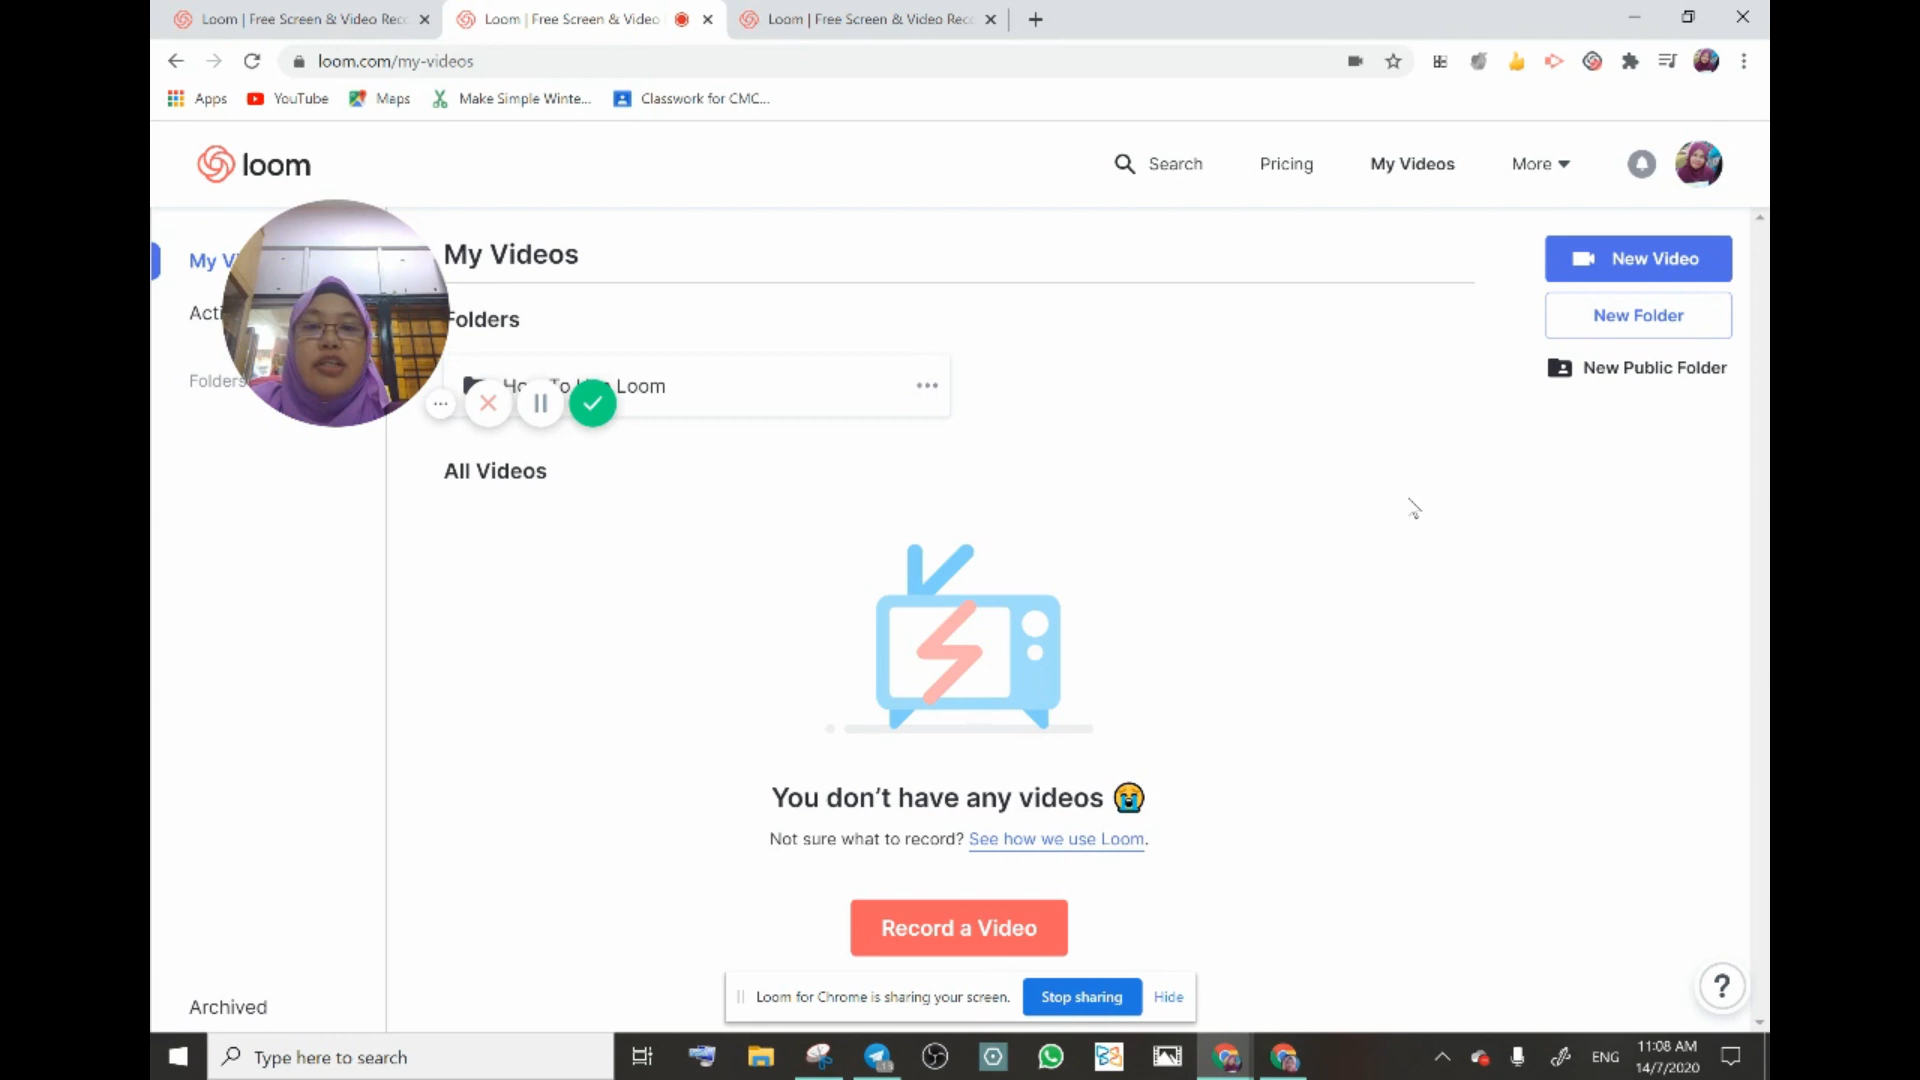 Loom | Free Screen & Video Rec
Loom | Free Screen & Video
Loom | Free Screen & Video Rec
loom.com/my-videos
Apps
YouTube
Maps
Make Simple Winte...
Classwork for CMC...
loom
Search
Pricing
My Videos
More
My V
Acti
Folders
My Videos
Folders
Loom
All Videos
New Video
New Folder
New Public Folder
You don't have any videos 😭
Not sure what to record? See how we use Loom.
Record a Video
Archived
Loom for Chrome is sharing your screen.
Stop sharing
Hide
?
Type here to search
ENG
11:08 AM
14/7/2020